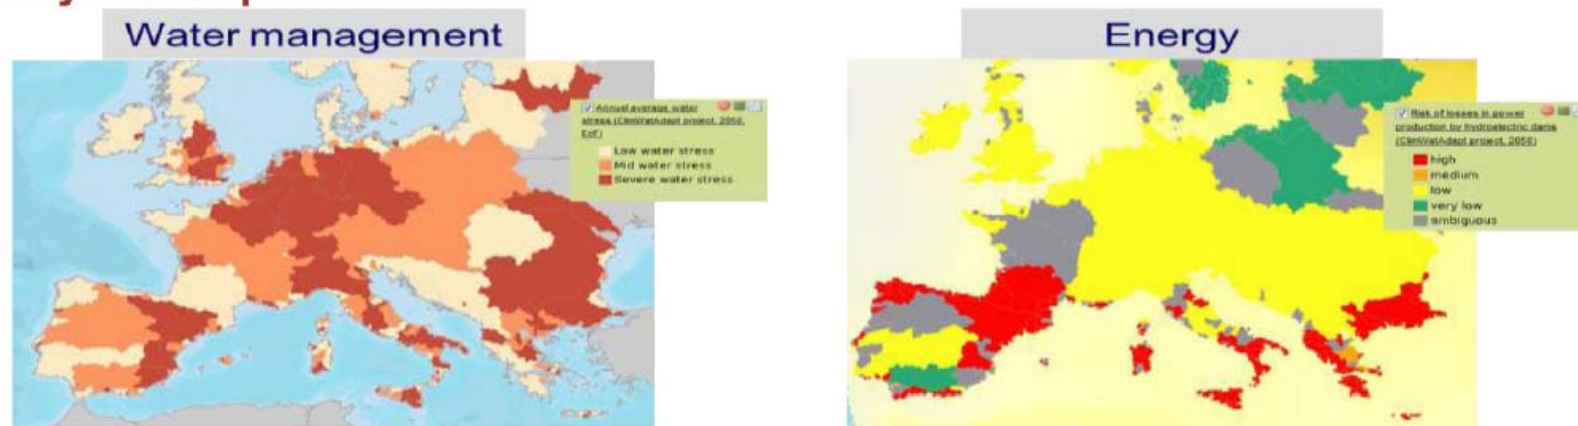 Water management
Annual average water
stress (ClimWatAdapt project, 2050,
EcF)
Low water stress
Mid water stress
Severe water stress
Energy
Risk of losses in power
production by hydroelectric dams
(ClimWatAdapt project, 2050)
high
medium
low
very low
ambiguous